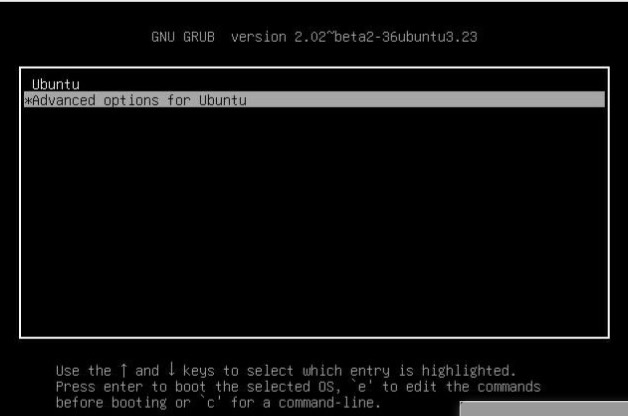 GNU GRUB version 2.02~beta2-36ubuntu3.23
Ubuntu
*Advanced options for Ubuntu
Use the ↑ and ↓ keys to select which entry is highlighted.
Press enter to boot the selected OS, `e' to edit the commands
before booting or `c' for a command-line.